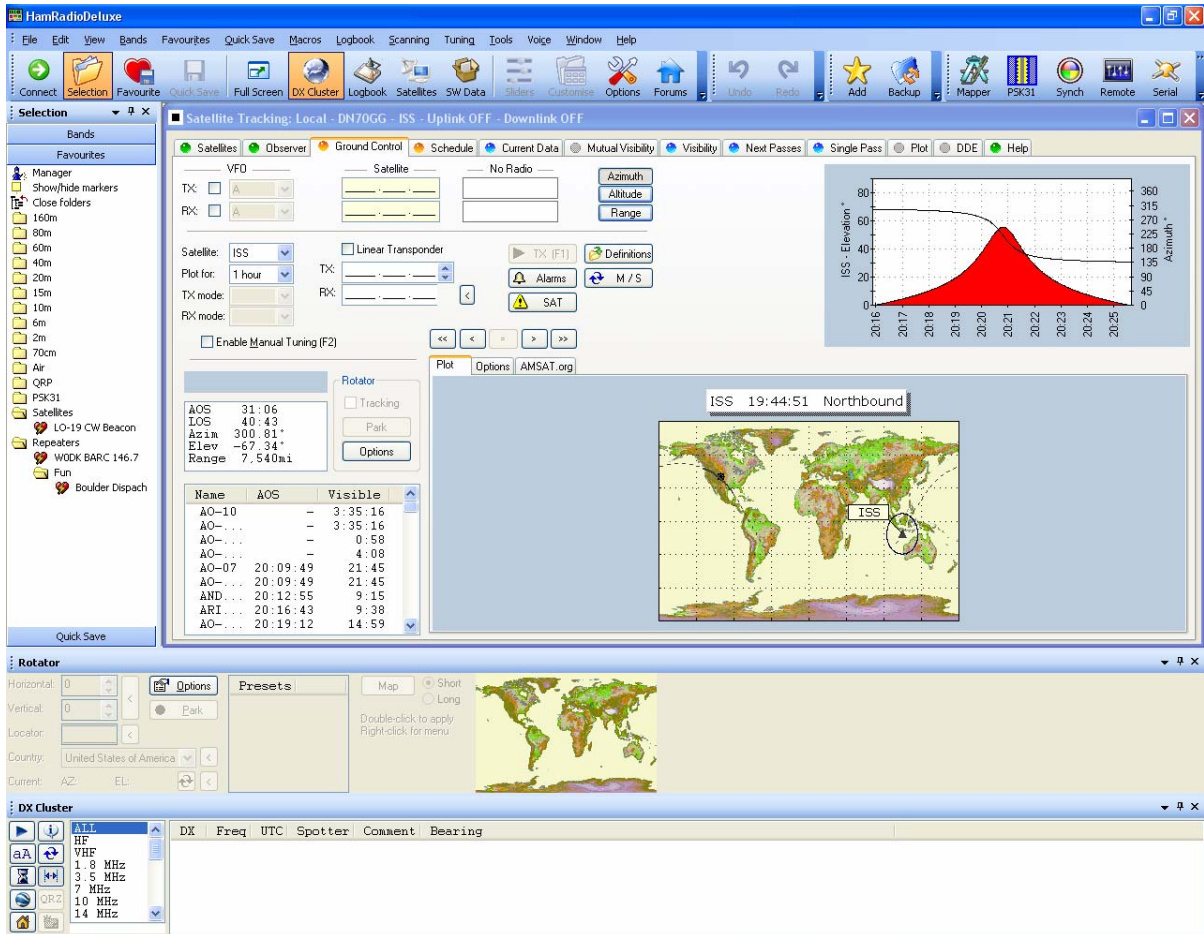 HamRadioDeluxe
File Edit View Bands Favourites Quick Save Macros Logbook Scanning Tuning Tools Voice Window Help
Connect Selection Favourite Quick Save Full Screen DX Cluster Logbook Satellites SW Data Sliders Customise Options Forums Undo Redo Add Backup Mapper PSK31 Synch Remote Serial
Selection
Bands
Favourites
Manager
Show/hide markers
Close folders
160m
80m
60m
40m
20m
15m
10m
6m
2m
70cm
Air
QRP
PSK31
Satellites
LO-19 CW Beacon
Repeaters
W0DK BARC 146.7
Fun
Boulder Dispach
Quick Save
Satellite Tracking: Local - DN70GG - ISS - Uplink OFF - Downlink OFF
Satellites Observer Ground Control Schedule Current Data Mutual Visibility Visibility Next Passes Single Pass Plot DDE Help
VFO Satellite No Radio
TX: A
RX: A
Azimuth
Altitude
Range
Satellite: ISS
Plot for: 1 hour
TX mode:
RX mode:
Linear Transponder
TX:
RX:
<
TX (F1) Definitions
Alarms M / S
SAT
Enable Manual Tuning (F2)
<< < > >>
ISS - Elevation °
80
60
40
20
0
360
315
270
225
180
135
90
45
0
Azimuth °
20:16 20:17 20:18 20:19 20:20 20:21 20:22 20:23 20:24 20:25
AOS 31:06
LOS 40:43
Azim 300.81°
Elev -67.34°
Range 7,540mi
Rotator
Tracking
Park
Options
Name AOS Visible
AO-10 - 3:35:16
AO-... - 3:35:16
AO-... - 0:58
AO-... - 4:08
AO-07 20:09:49 21:45
AO-... 20:09:49 21:45
AND... 20:12:55 9:15
ARI... 20:16:43 9:38
AO-... 20:19:12 14:59
Plot Options AMSAT.org
ISS 19:44:51 Northbound
ISS
Rotator
Horizontal: 0
Vertical: 0
Locator:
Country: United States of America
Current: AZ: EL:
<
Options
Park
Presets
Map
Short
Long
Double-click to apply
Right-click for menu
DX Cluster
aA
QRZ
ALL
HF
VHF
1.8 MHz
3.5 MHz
7 MHz
10 MHz
14 MHz
DX Freq UTC Spotter Comment Bearing